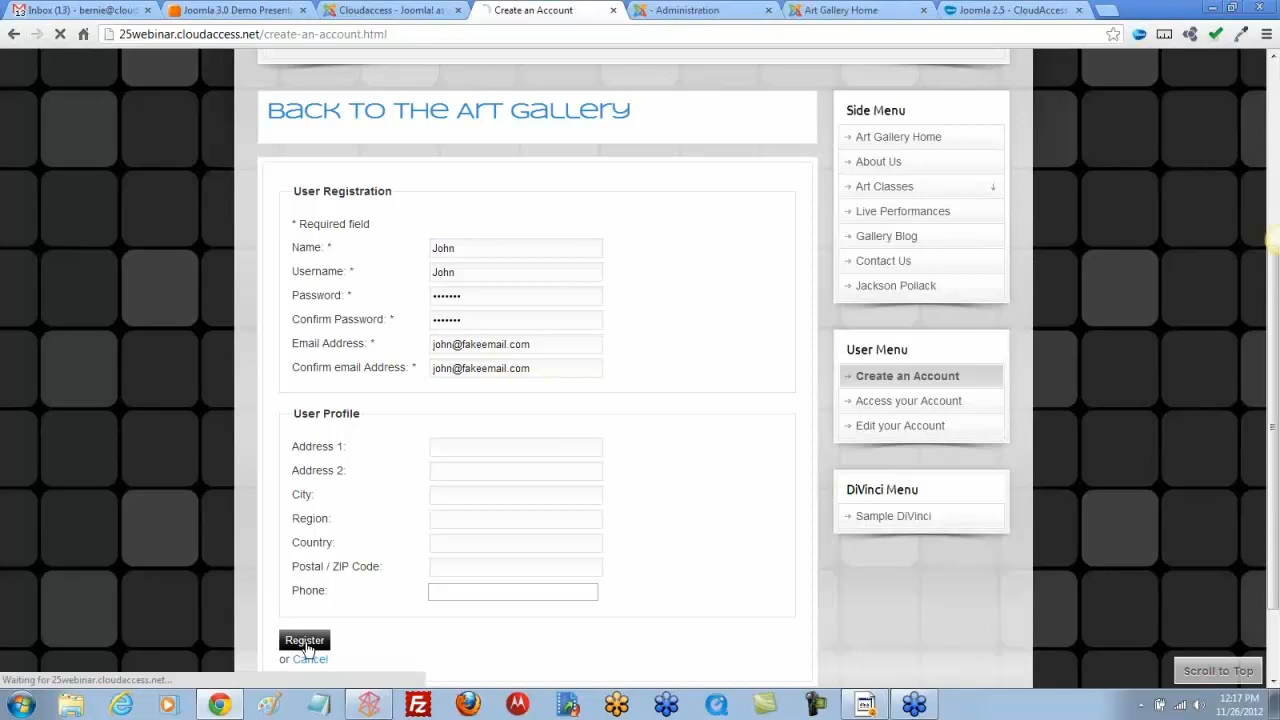 Inbox (13) - bernie@cloud
Joomla 3.0 Demo Presenta
Cloudaccess - Joomla! as
Create an Account
- Administration
Art Gallery Home
Joomla 2.5 - CloudAccess
25webinar.cloudaccess.net/create-an-account.html
Back to the Art Gallery
User Registration
* Required field
Name: *
John
Username: *
John
Password: *
•••••••
Confirm Password: *
•••••••
Email Address: *
john@fakeemail.com
Confirm email Address: *
john@fakeemail.com
User Profile
Address 1:
Address 2:
City:
Region:
Country:
Postal / ZIP Code:
Phone:
Register
or Cancel
Side Menu
Art Gallery Home
About Us
Art Classes
Live Performances
Gallery Blog
Contact Us
Jackson Pollack
User Menu
Create an Account
Access your Account
Edit your Account
DiVinci Menu
Sample DiVinci
Scroll to Top
Waiting for 25webinar.cloudaccess.net...
12:17 PM
11/26/2012